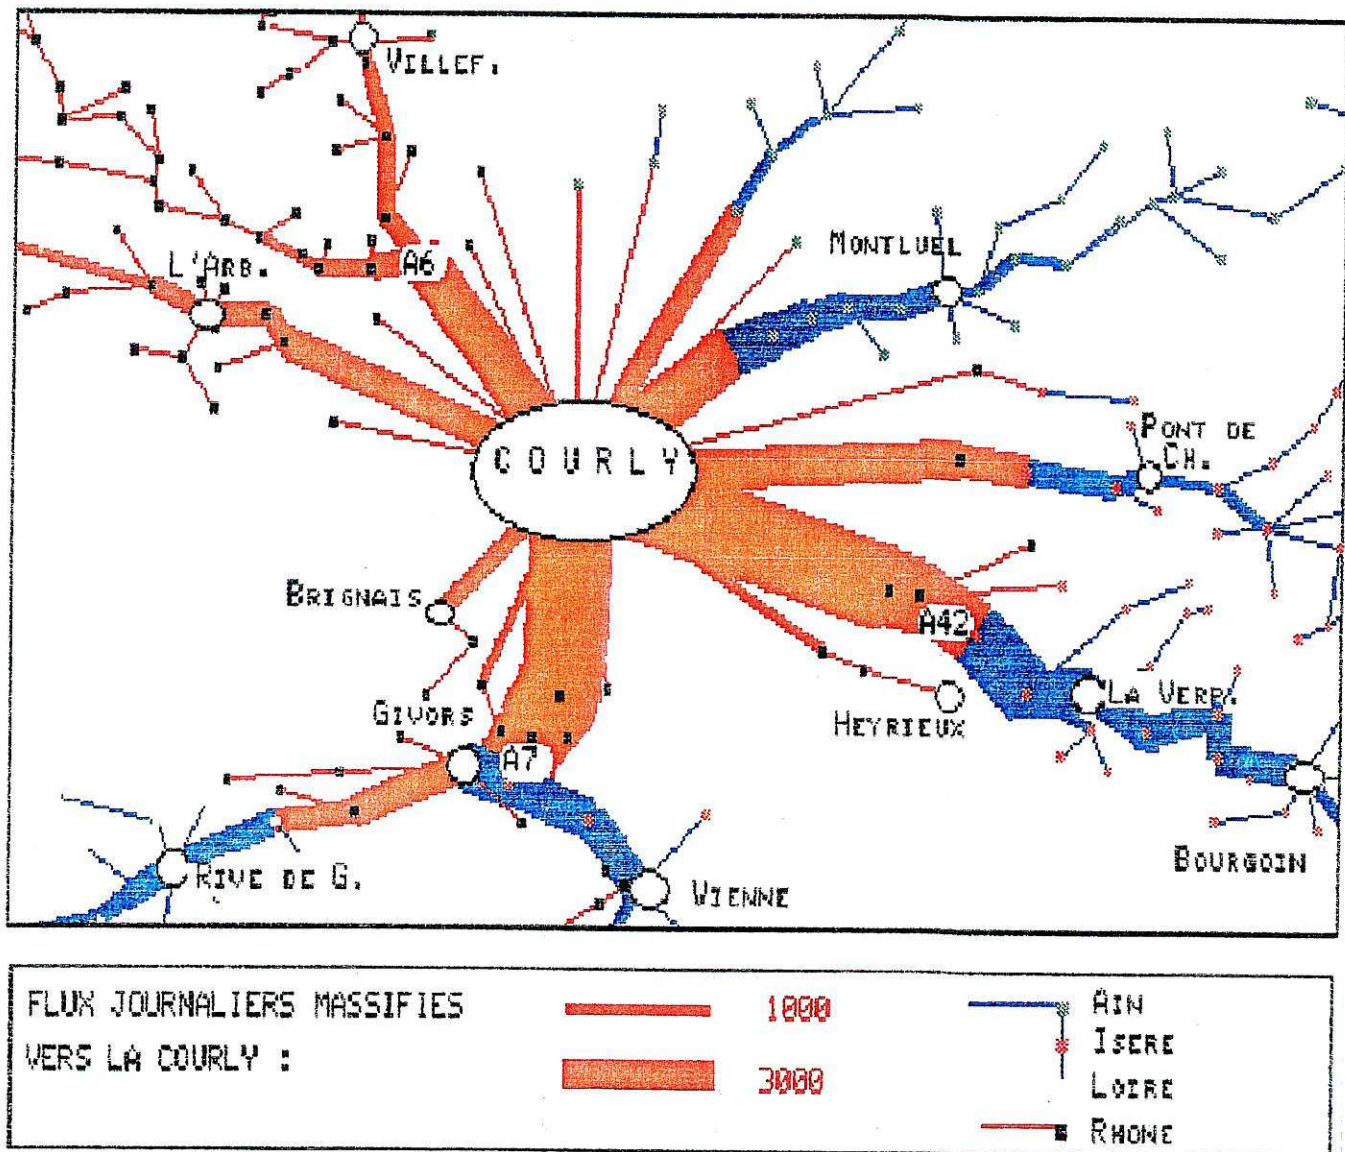 VILLEF.
L'ARB.
A6
MONTLUEL
COURLY
PONT DE
CH.
BRIGNAIS
A42
GIVORS
HEYRIEUX
LA VERP.
A7
RIVE DE G.
VIENNE
BOURGOIN
FLUX JOURNALIERS MASSIFIES
VERS LA COURLY :
1000
3000
AIN
ISERE
LOIRE
RHONE